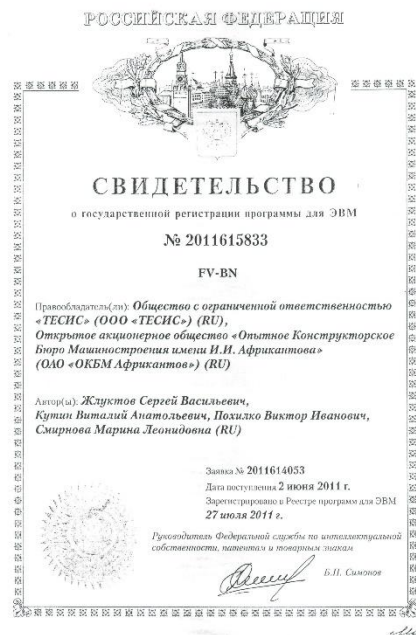 РОССИЙСКАЯ ФЕДЕРАЦИЯ
СВИДЕТЕЛЬСТВО
о государственной регистрации программы для ЭВМ
№ 2011615833
FV-BN
Правообладатель(ли): Общество с ограниченной ответственностью
«ТЕСИС» (ООО «ТЕСИС») (RU),
Открытое акционерное общество «Опытное Конструкторское
Бюро Машиностроения имени И.И. Африкантова»
(ОАО «ОКБМ Африкантов») (RU)
Автор(ы): Жлуктов Сергей Васильевич,
Кутин Виталий Анатольевич, Похилко Виктор Иванович,
Смирнова Марина Леонидовна (RU)
Заявка № 2011614053
Дата поступления 2 июня 2011 г.
Зарегистрировано в Реестре программ для ЭВМ
27 июля 2011 г.
Руководитель Федеральной службы по интеллектуальной
собственности, патентам и товарным знакам
Б.П. Симонов